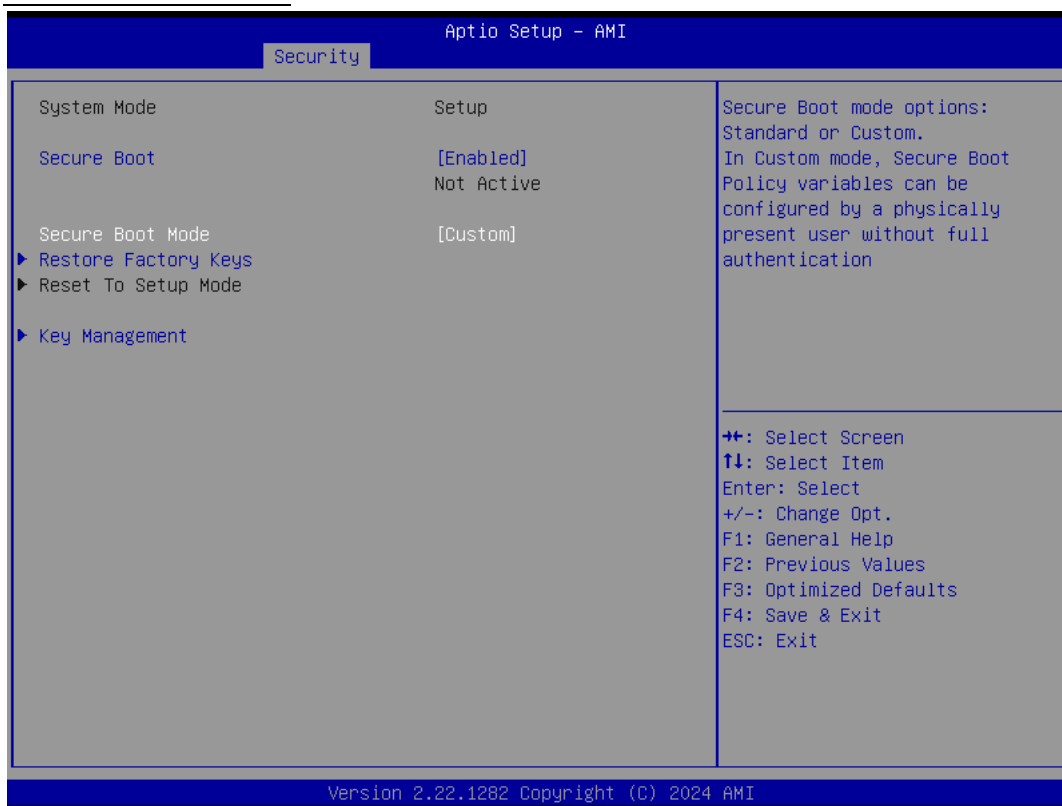 Aptio Setup – AMI
Security
System Mode Setup
Secure Boot [Enabled]
Not Active
Secure Boot Mode [Custom]
Restore Factory Keys
Reset To Setup Mode
Key Management
Secure Boot mode options:
Standard or Custom.
In Custom mode, Secure Boot
Policy variables can be
configured by a physically
present user without full
authentication
→←: Select Screen
↑↓: Select Item
Enter: Select
+/-: Change Opt.
F1: General Help
F2: Previous Values
F3: Optimized Defaults
F4: Save & Exit
ESC: Exit
Version 2.22.1282 Copyright (C) 2024 AMI